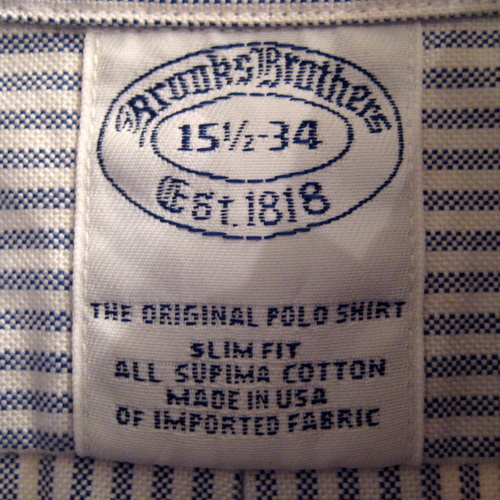 Brooks Brothers
15½-34
Est. 1818
THE ORIGINAL POLO SHIRT
SLIM FIT
ALL SUPIMA COTTON
MADE IN USA
OF IMPORTED FABRIC